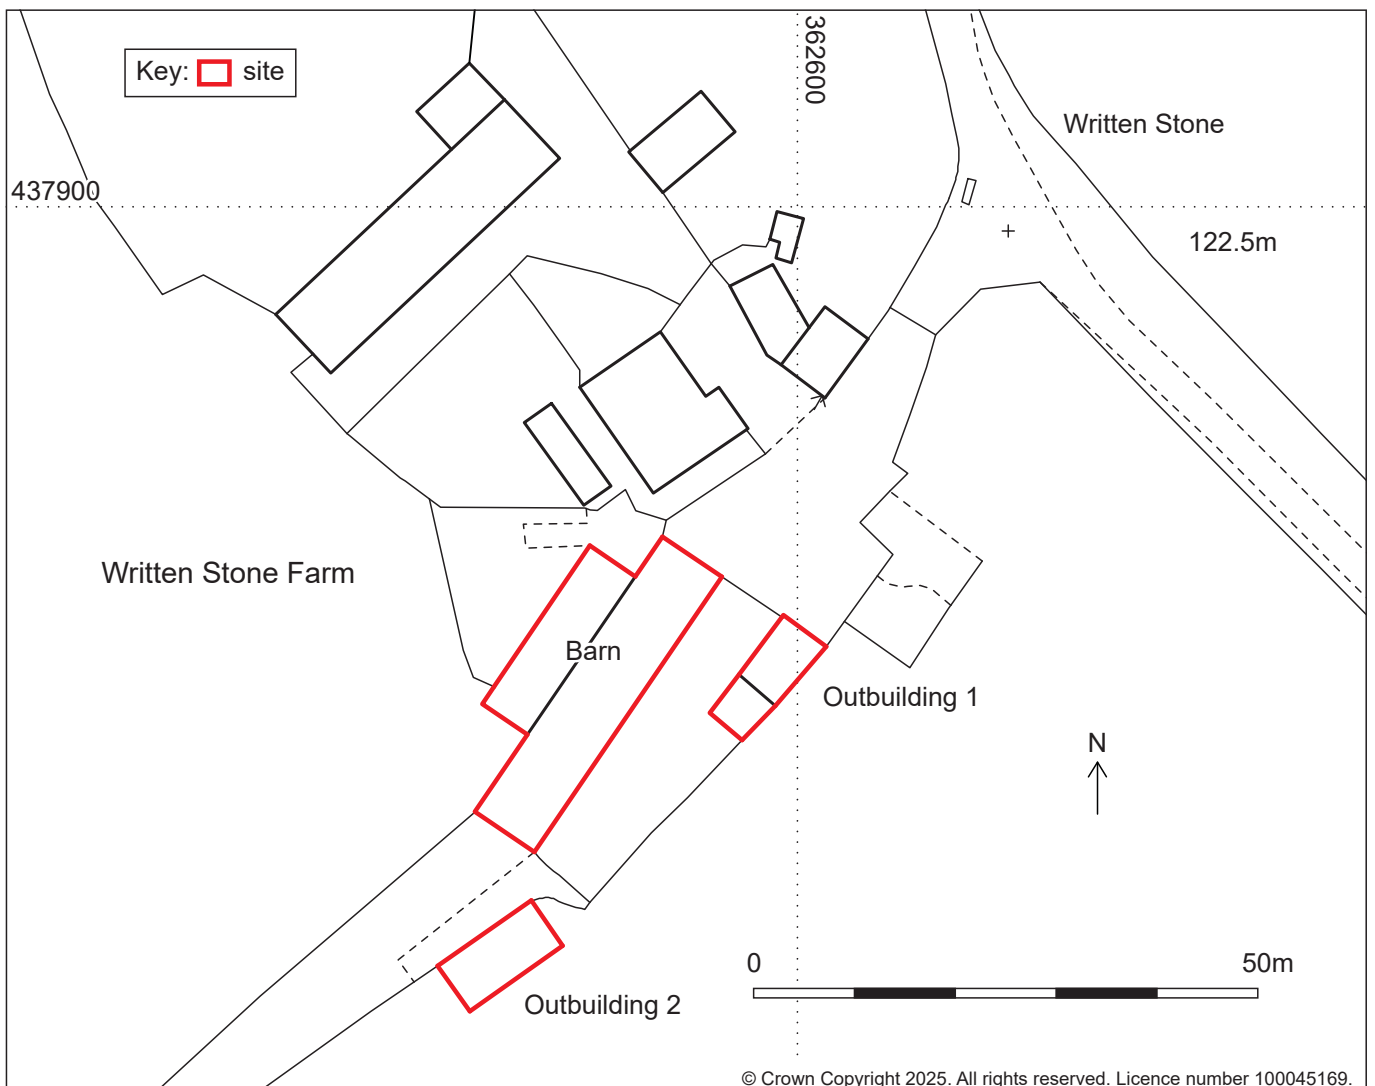 Key: site
362600
Written Stone
437900
122.5m
Written Stone Farm
Barn
Outbuilding 1
N
0 50m
Outbuilding 2
© Crown Copyright 2025. All rights reserved. Licence number 100045169.